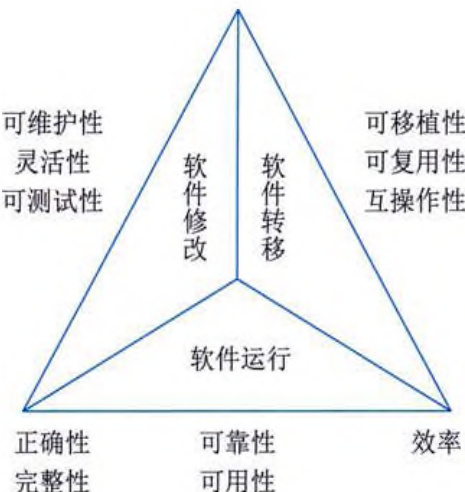 可维护性
灵活性
可测试性
软件修改
软件转移
可移植性
可复用性
互操作性
软件运行
正确性 可靠性 效率
完整性 可用性